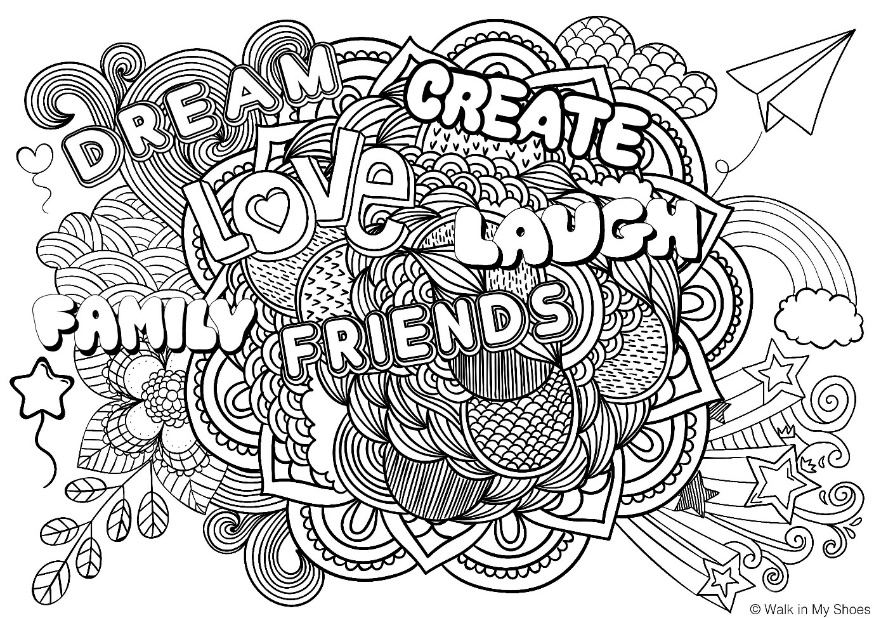 DREAM
CREATE
LOVe
LAUGH
FAMILY
FRIENDS
© Walk in My Shoes